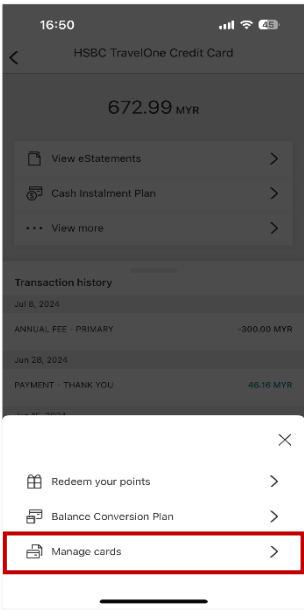 16:50
45
HSBC TravelOne Credit Card
672.99 MYR
View eStatements
Cash Instalment Plan
View more
Transaction history
Jul 8, 2024
ANNUAL FEE - PRIMARY
-300.00 MYR
Jun 28, 2024
PAYMENT - THANK YOU
46.16 MYR
Redeem your points
Balance Conversion Plan
Manage cards